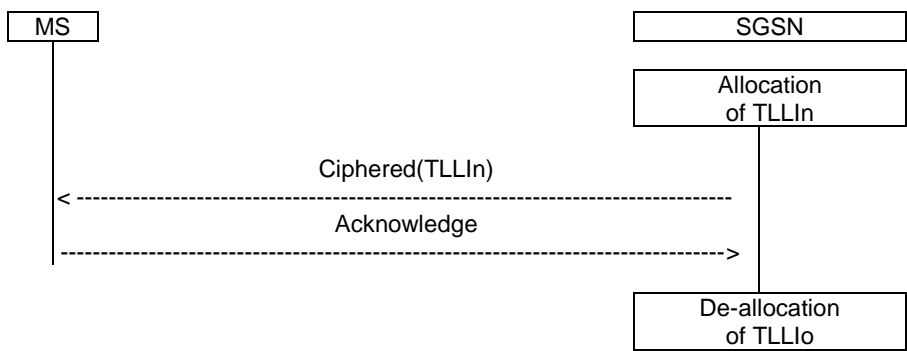 MS
SGSN
Allocation
of TLLIn
Ciphered(TLLIn)
Acknowledge
De-allocation
of TLLIo